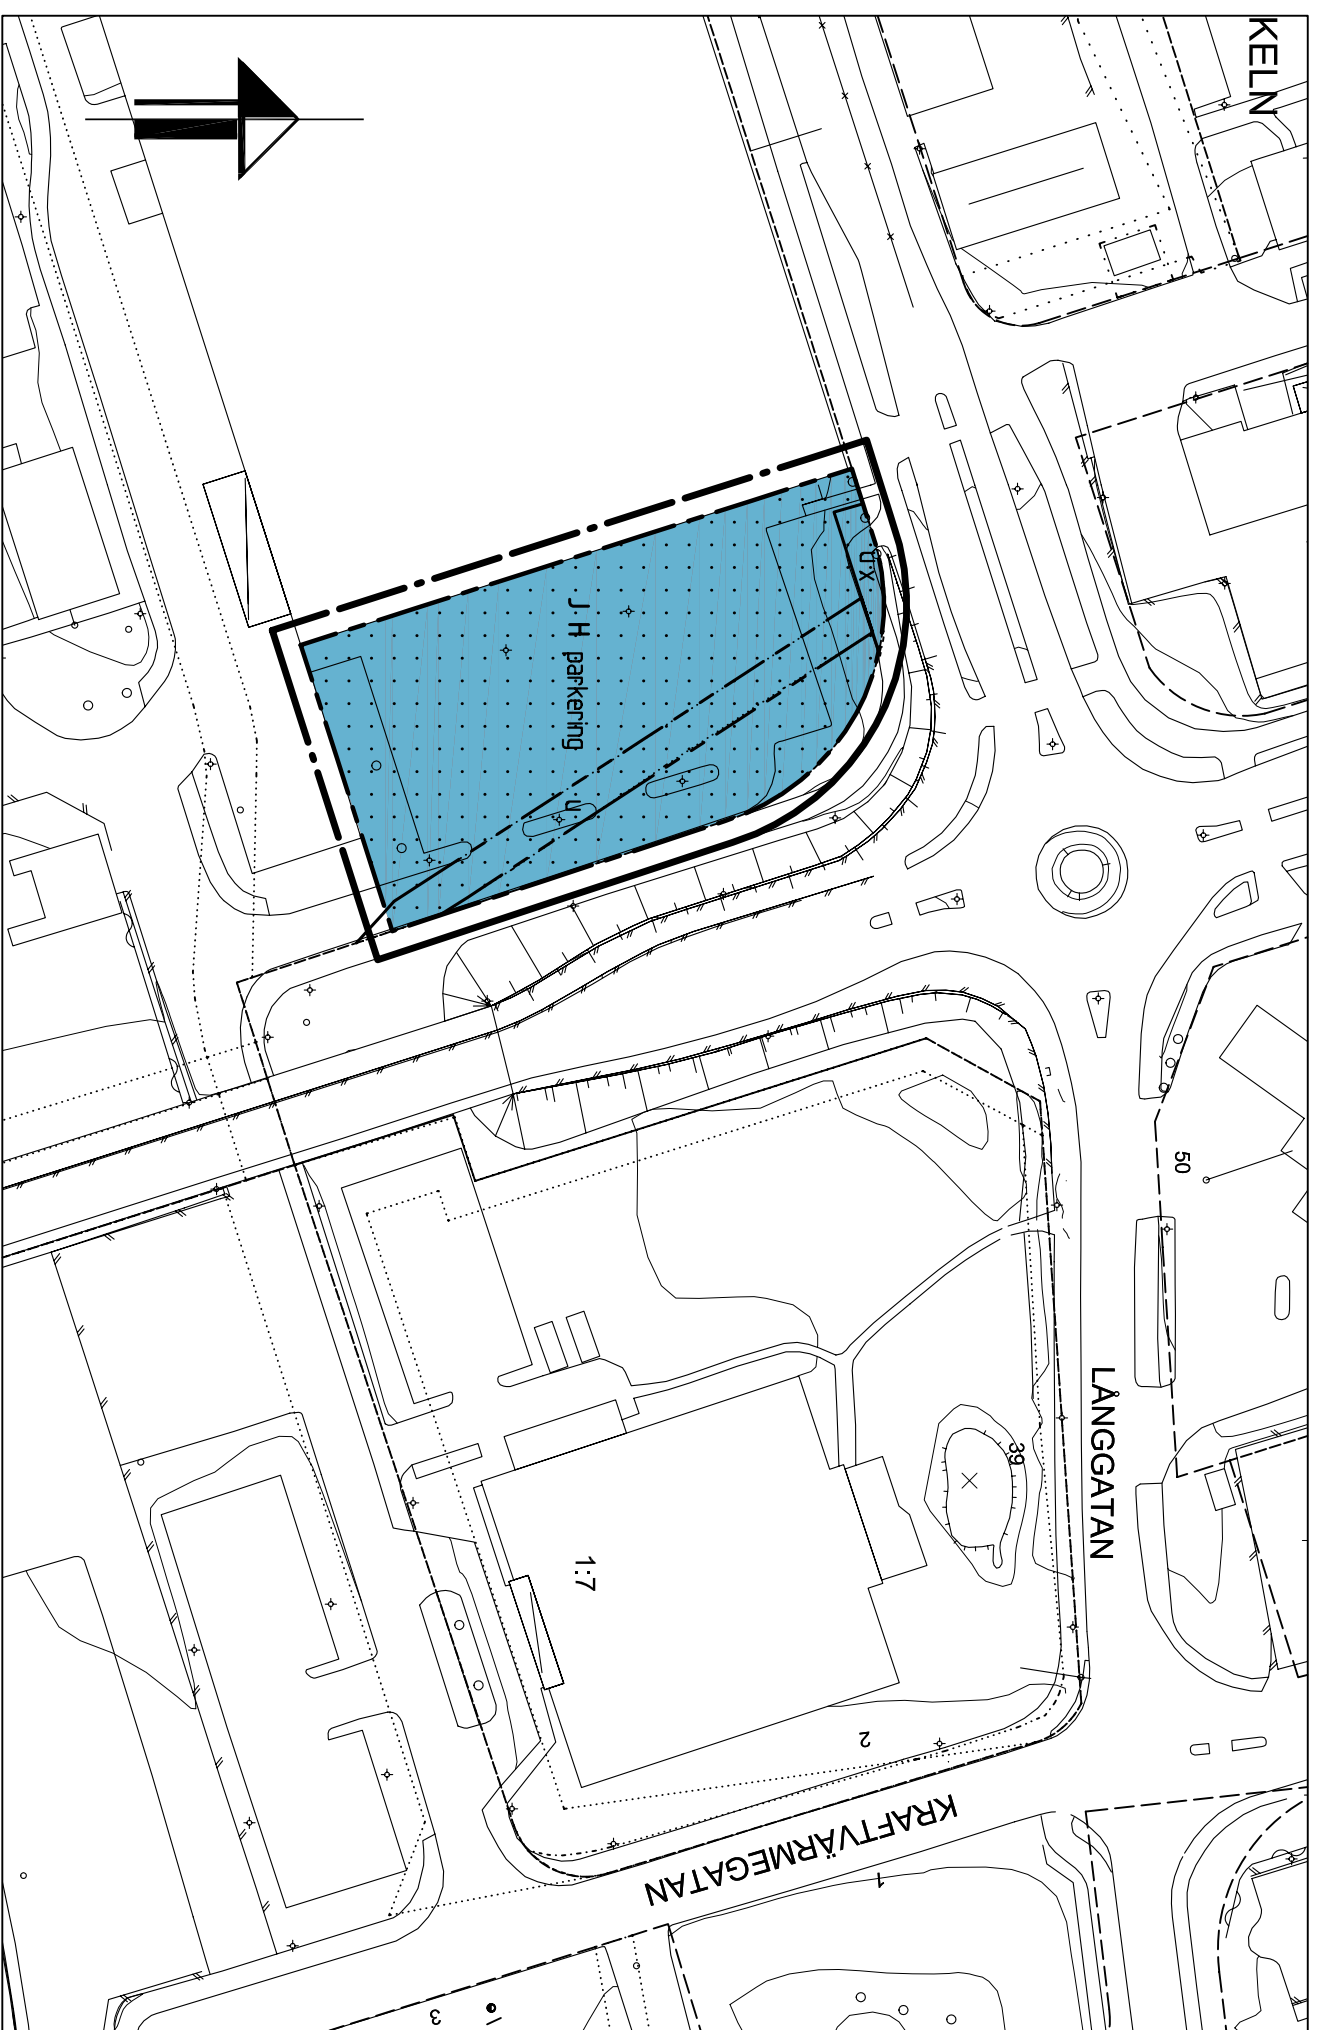 KELN
u x
J H parkering
u
50
LÅNGGATAN
39
1:7
2
KRAFTVÄRMEGATAN
1
3